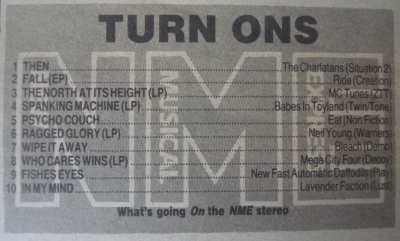 TURN ONS
1 THEN ........ The Charlatans (Situation 2)
2 FALL (EP) ........ Ride (Creation)
3 THE NORTH AT ITS HEIGHT (LP) ........ MC Tunes (ZTT)
4 SPANKING MACHINE (LP) ........ Babes In Toyland (Twin/Tone)
5 PSYCHO COUCH ........ Eat (Non Fiction)
6 RAGGED GLORY (LP) ........ Neil Young (Warners)
7 WIPE IT AWAY ........ Bleach (Demo)
8 WHO CARES WINS (LP) ........ Mega City Four (Decoy)
9 FISHES EYES ........ New Fast Automatic Daffodils (Play)
10 IN MY MIND ........ Lavender Faction (Lust)
NME
MUSICAL
What's going On the NME stereo